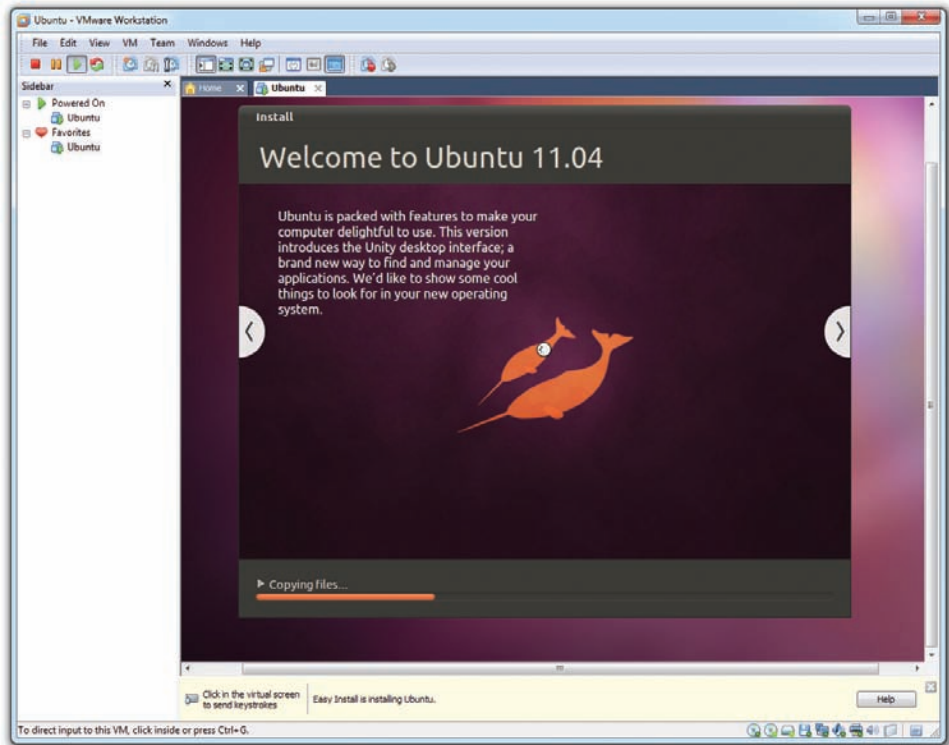 Ubuntu - VMware Workstation
File Edit View VM Team Windows Help
Sidebar
Powered On
Ubuntu
Favorites
Ubuntu
Home
Ubuntu
Install
Welcome to Ubuntu 11.04
Ubuntu is packed with features to make your
computer delightful to use. This version
introduces the Unity desktop interface; a
brand new way to find and manage your
applications. We'd like to show some cool
things to look for in your new operating
system.
Copying files...
Click in the virtual screen
to send keystrokes
Easy Install is installing Ubuntu.
Help
To direct input to this VM, click inside or press Ctrl+G.